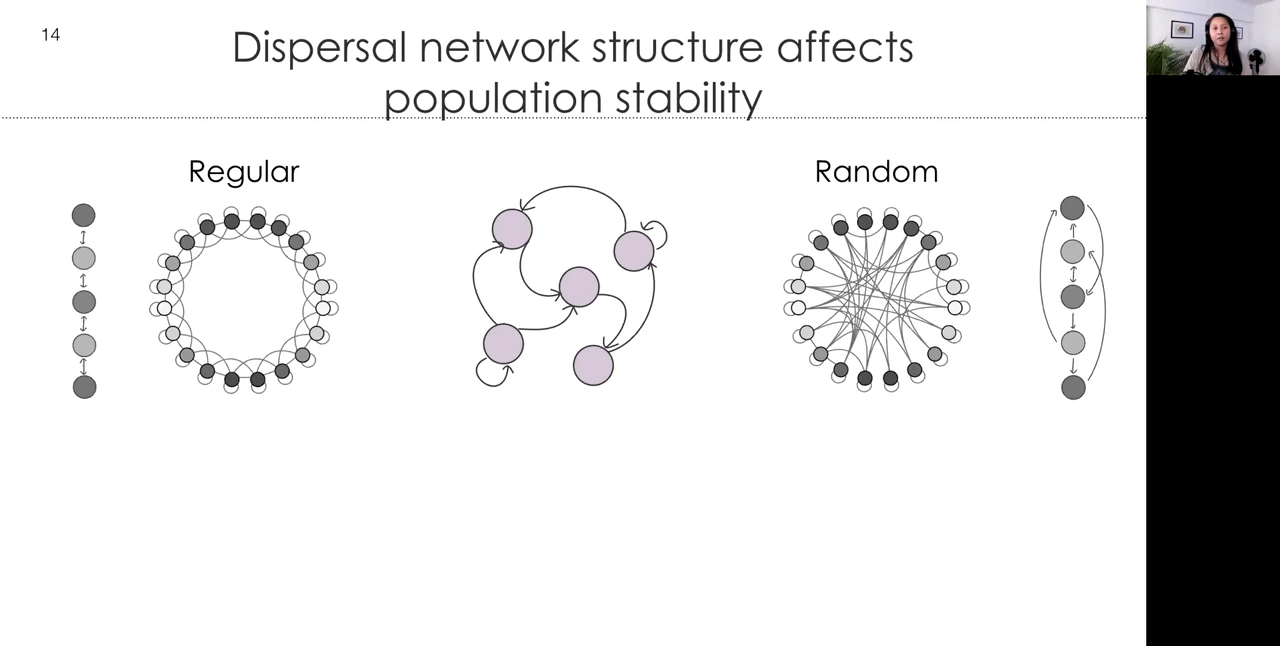 14
Dispersal network structure affects
population stability
Regular
Random